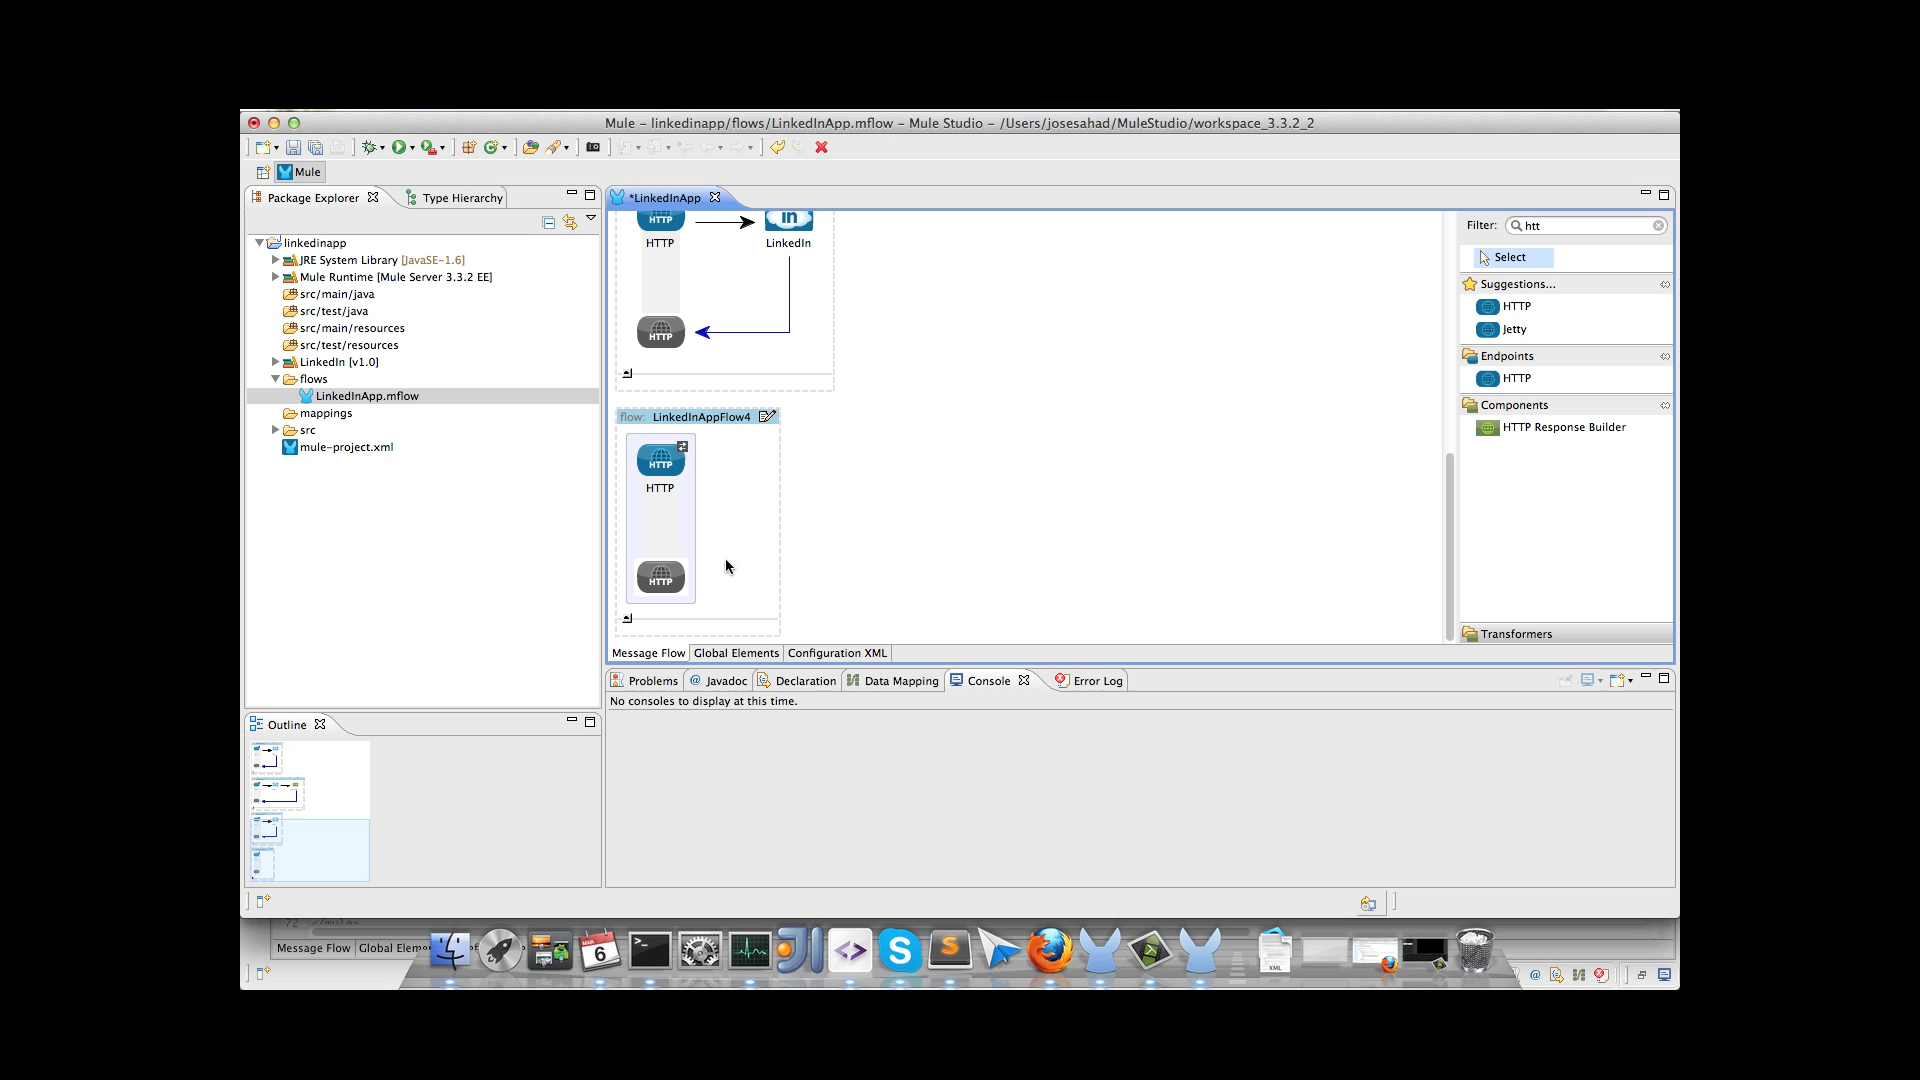 Mule – linkedinapp/flows/LinkedInApp.mflow – Mule Studio – /Users/josesahad/MuleStudio/workspace_3.3.2_2
Mule
Package Explorer
Type Hierarchy
linkedinapp
JRE System Library [JavaSE-1.6]
Mule Runtime [Mule Server 3.3.2 EE]
src/main/java
src/test/java
src/main/resources
src/test/resources
LinkedIn [v1.0]
flows
LinkedInApp.mflow
mappings
src
mule-project.xml
*LinkedInApp
HTTP
in
HTTP
LinkedIn
HTTP
flow: LinkedInAppFlow4
HTTP
HTTP
HTTP
Message Flow
Global Elements
Configuration XML
Filter:
htt
Select
Suggestions...
HTTP
Jetty
Endpoints
HTTP
Components
HTTP Response Builder
Transformers
Problems
@ Javadoc
Declaration
Data Mapping
Console
Error Log
No consoles to display at this time.
Outline
72 </mule>
Message Flow
Global Elem
MAR
6
S
S
XML
@